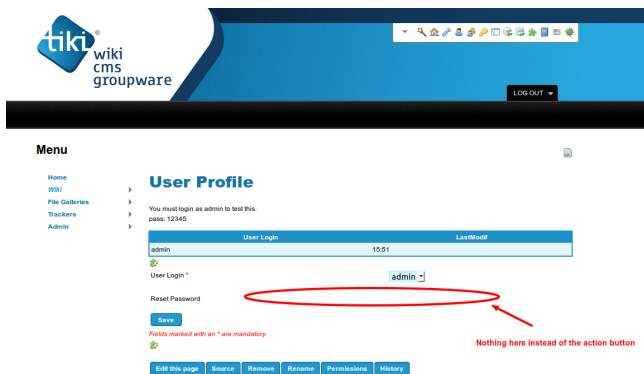 tiki
wiki
cms
groupware
LOG OUT
Menu
Home
Wiki
File Galleries
Trackers
Admin
User Profile
You must login as admin to test this.
pass: 12345
User Login LastModif
admin 15:51
User Login *
admin
Reset Password
Save
Fields marked with an * are mandatory.
Nothing here instead of the action button
Edit this page Source Remove Rename Permissions History